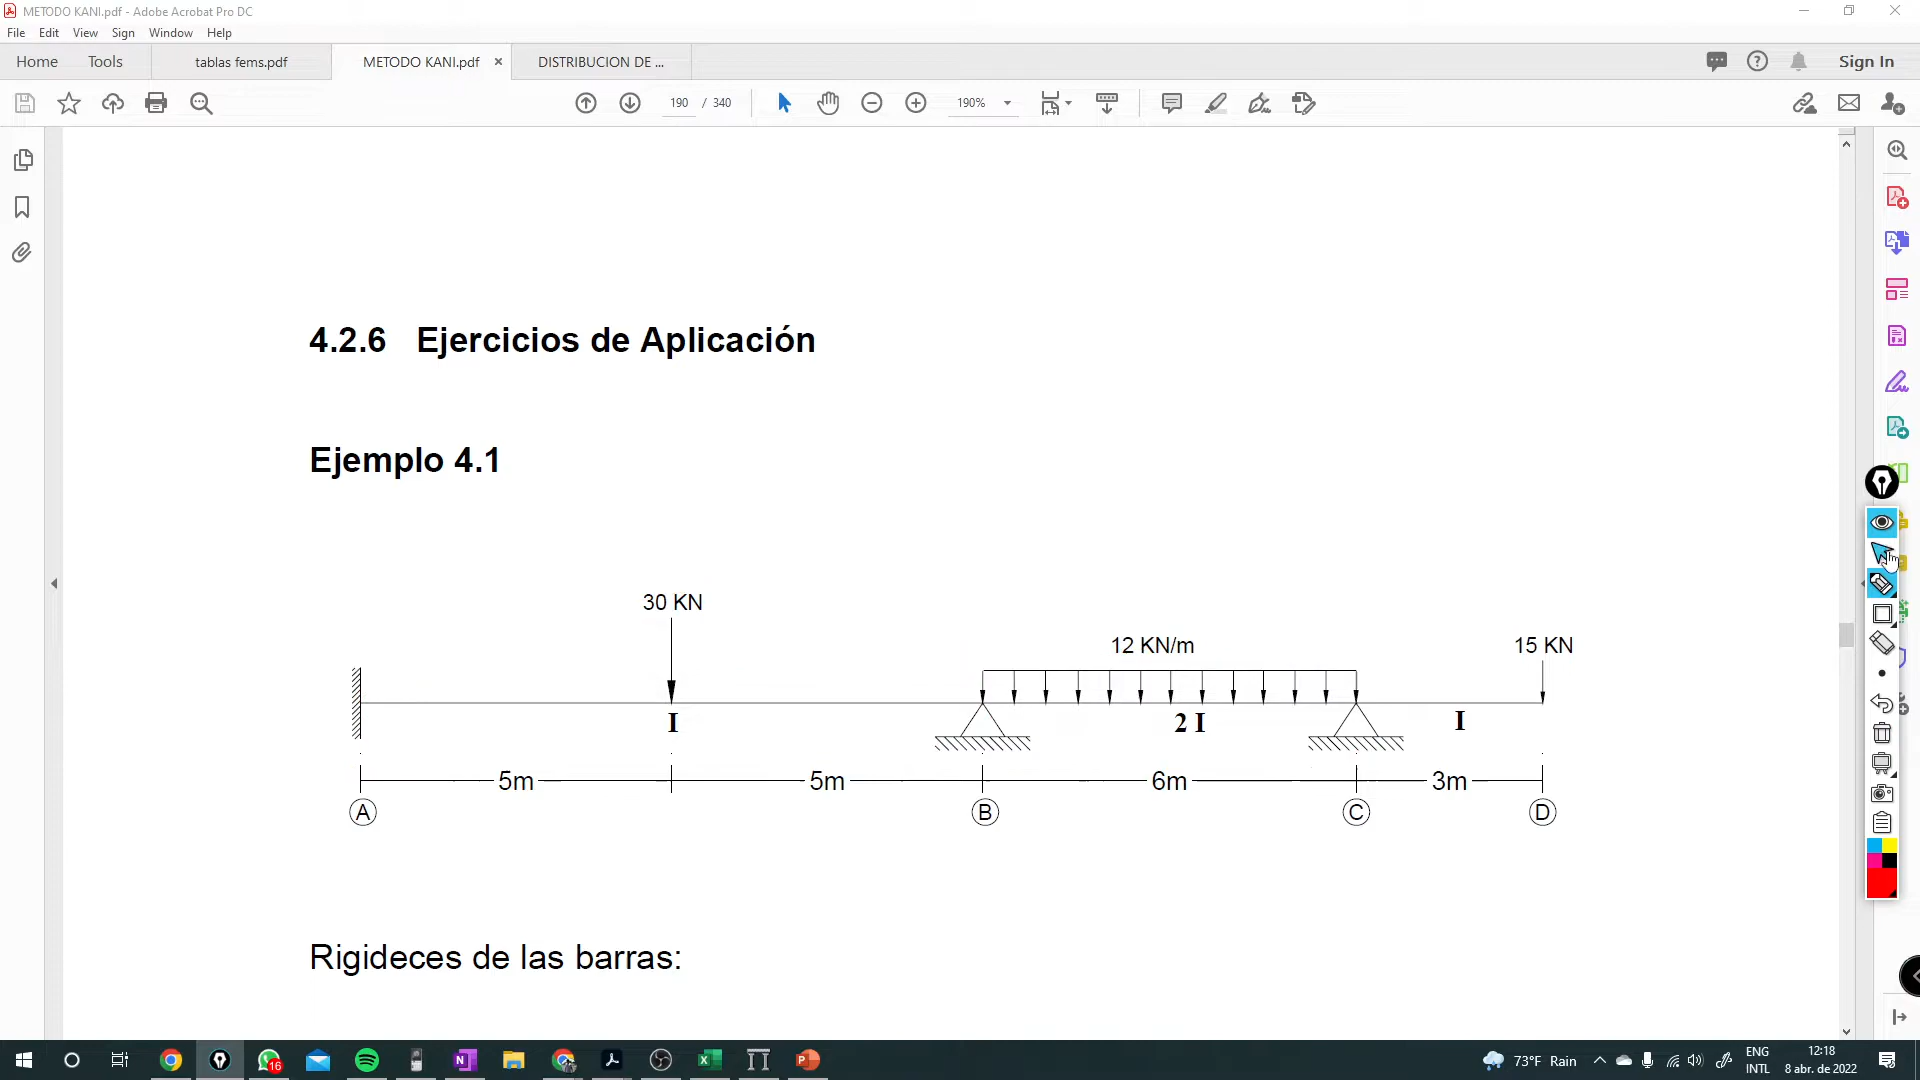 METODO KANI.pdf - Adobe Acrobat Pro DC
File Edit View Sign Window Help
Home Tools tablas fems.pdf METODO KANI.pdf × DISTRIBUCION DE ... Sign In
190 / 340 190%
4.2.6 Ejercicios de Aplicación
Ejemplo 4.1
30 KN
12 KN/m 15 KN
I 2 I I
5m 5m 6m 3m
A B C D
Rigideces de las barras:
16
73°F Rain
ENG
INTL
12:18
8 abr. de 2022